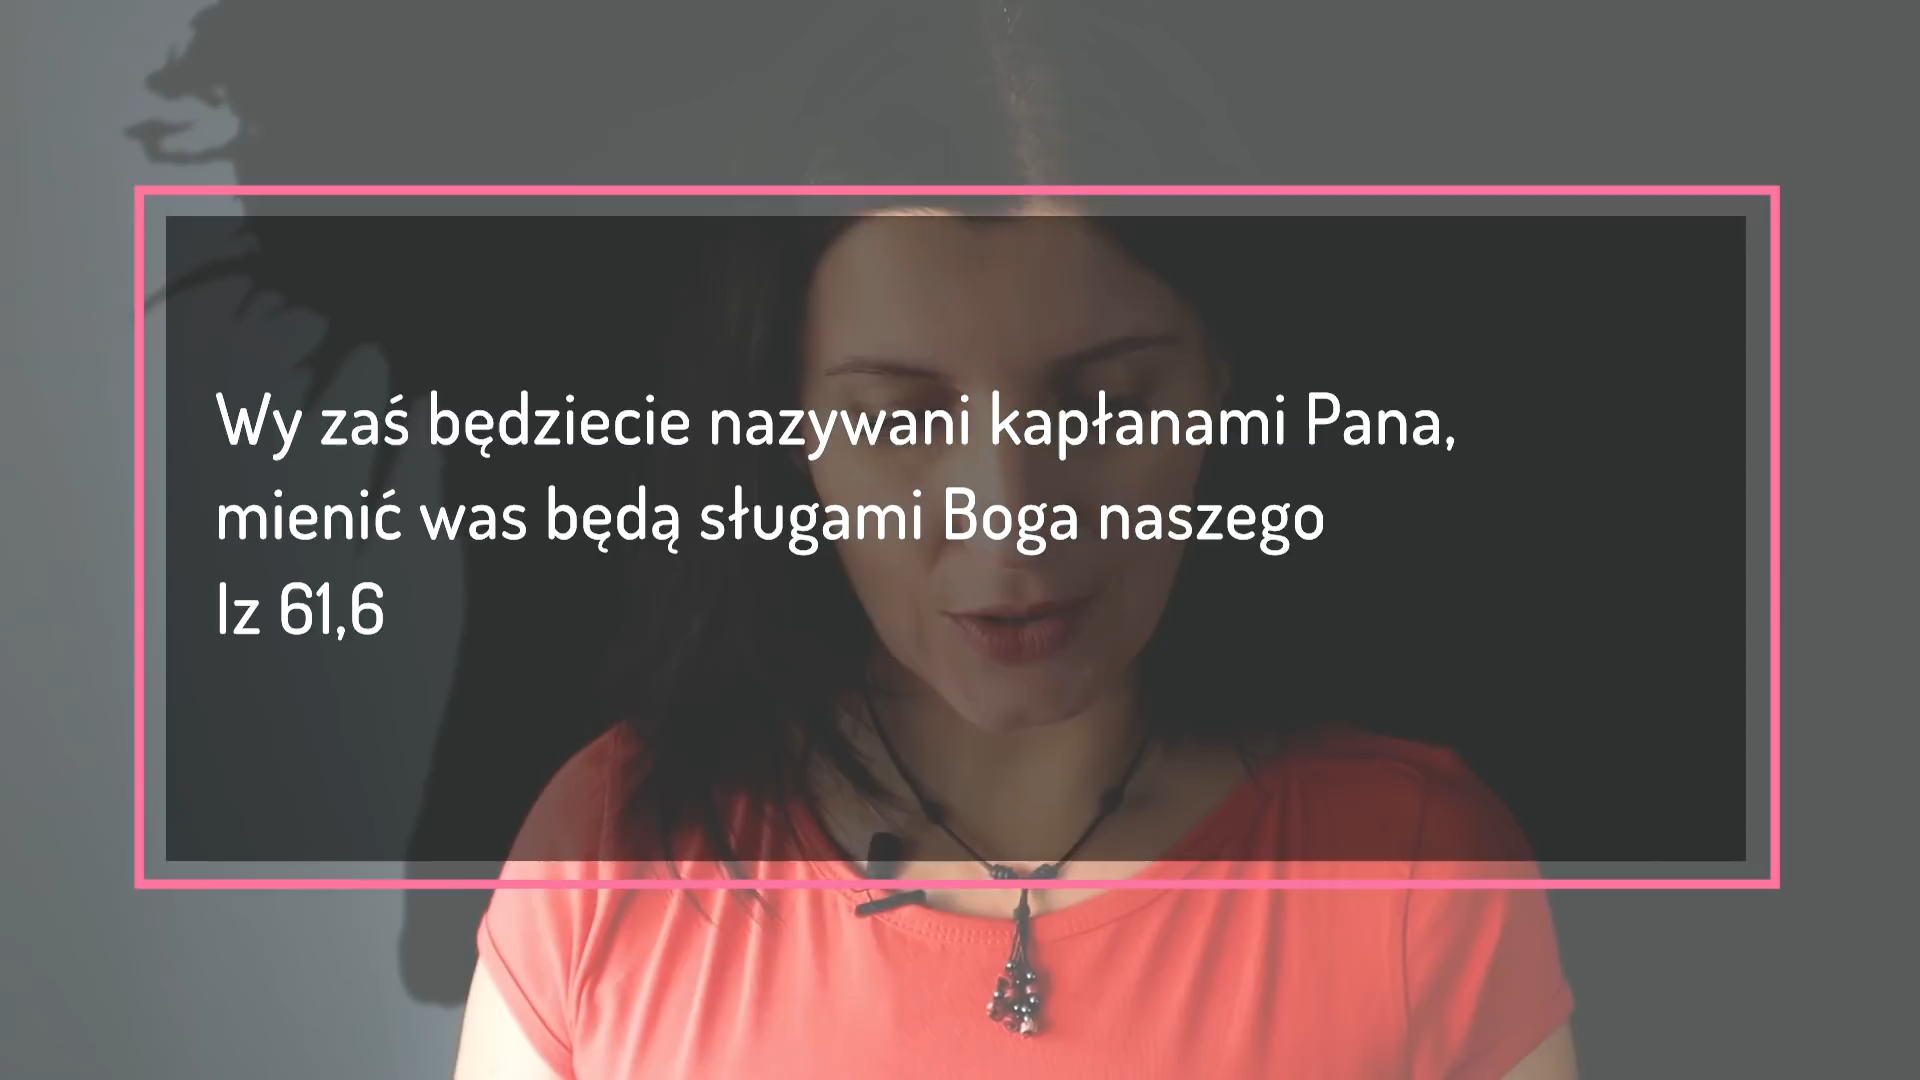 Wy zaś będziecie nazywani kapłanami Pana,
mienić was będą sługami Boga naszego
Iz 61,6